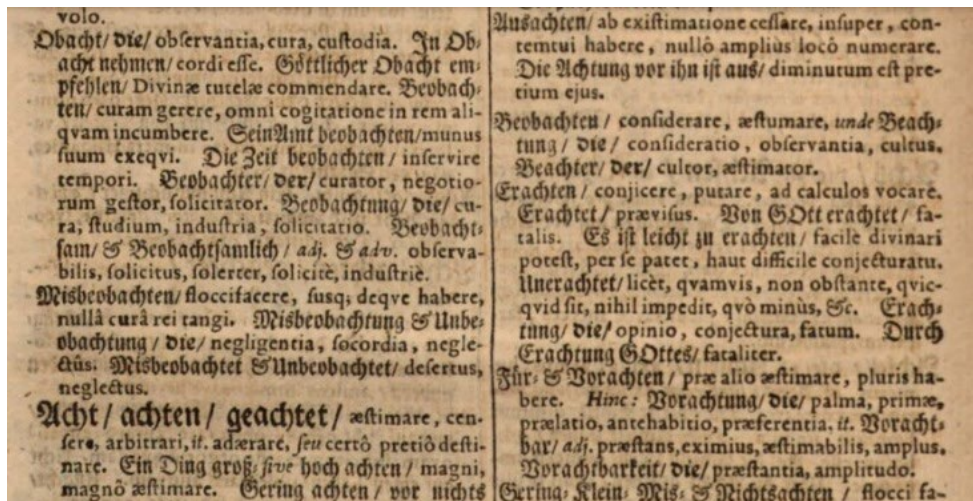 volo.
Obacht/ die/ obſervantia, cura, cuſtodia. In Ob-
acht nehmen/ cordi eſſe. Göttlicher Obacht em-
pfehlen/ Divinæ tutelæ commendare. Beobach-
ten/ curam gerere, omni cogitatione in rem ali-
qvam incumbere. Sein Amt beobachten/ munus
ſuum exeqvi. Die Zeit beobachten/ inſervire
tempori. Beobachter/ der/ curator, negotio-
rum geſtor, ſolicitator. Beobachtung/ die/ cu-
ra, ſtudium, induſtria, ſolicitatio. Beobacht-
ſam/ & Beobachtſamlich/ adj. & adv. obſerva-
bilis, ſolicitus, ſolerter, ſolicitè, induſtriè.
Misbeobachten/ floccifacere, ſusq; deqve habere,
nullâ curâ rei tangi. Misbeobachtung & Unbe-
obachtung/ die/ negligentia, ſocordia, negle-
ctûs. Misbeobachtet & Unbeobachtet/ deſertus,
neglectus.
Acht/ achten/ geachtet/ æſtimare, cen-
ſere, arbitrari, it. adærare, ſeu certô pretiô deſti-
nare. Ein Ding groß- ſive hoch achten/ magni,
magnô æſtimare. Gering achten/ vor nichts
Ausachten/ ab exiſtimatione ceſſare, inſuper, con-
temtui habere, nullô ampliùs locô numerare.
Die Achtung vor ihn iſt aus/ diminutum eſt pre-
tium ejus.
Beobachten/ conſiderare, æſtumare, unde Beach-
tung/ die/ conſideratio, obſervantia, cultus.
Beachter/ der/ cultor, æſtimator.
Erachten/ conjicere, putare, ad calculos vocare.
Erachtet/ præviſus. Von GOtt erachtet/ fa-
talis. Es iſt leicht zu erachten/ facile divinari
poteſt, per ſe patet, haut difficile conjecturatu.
Unerachtet/ licèt, qvamvis, non obſtante, qvic-
qvid ſit, nihil impedit, qvò minùs, &c. Erach-
tung/ die/ opinio, conjectura, fatum. Durch
Erachtung GOttes/ fataliter.
Für- & Vorachten/ præ alio æſtimare, pluris ha-
bere. Hinc: Vorachtung/ die/ palma, primæ,
prælatio, antehabitio, præferentia. it. Voracht-
bar/ adj. præſtans, eximius, æſtimabilis, amplus.
Vorachtbarkeit/ die/ præſtantia, amplitudo.
Gering- Klein- Mis- & Nichtsachten/ flocci fa-